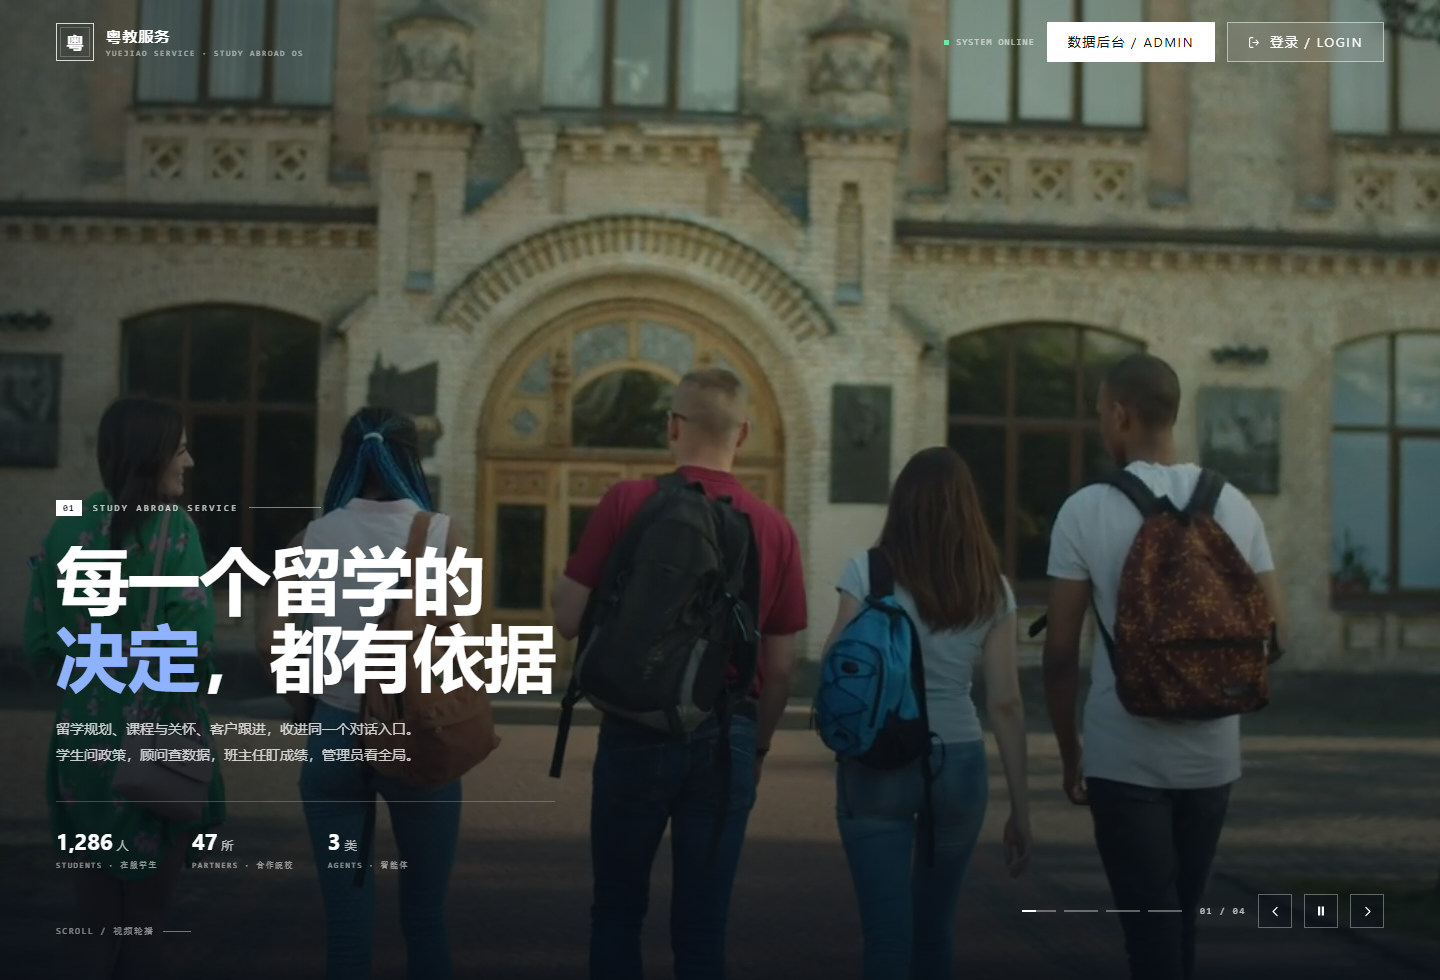 粤
粤教服务
YUEJIAO SERVICE · STUDY ABROAD OS
SYSTEM ONLINE
数据后台 / ADMIN
登录 / LOGIN
01 STUDY ABROAD SERVICE
每一个留学的
决定，都有依据
留学规划、课程与关怀、客户跟进，收进同一个对话入口。
学生问政策，顾问查数据，班主任盯成绩，管理员看全局。
1,286 人
STUDENTS · 在册学生
47 所
PARTNERS · 合作院校
3 类
AGENTS · 智能体
01 / 04
SCROLL / 视频轮播